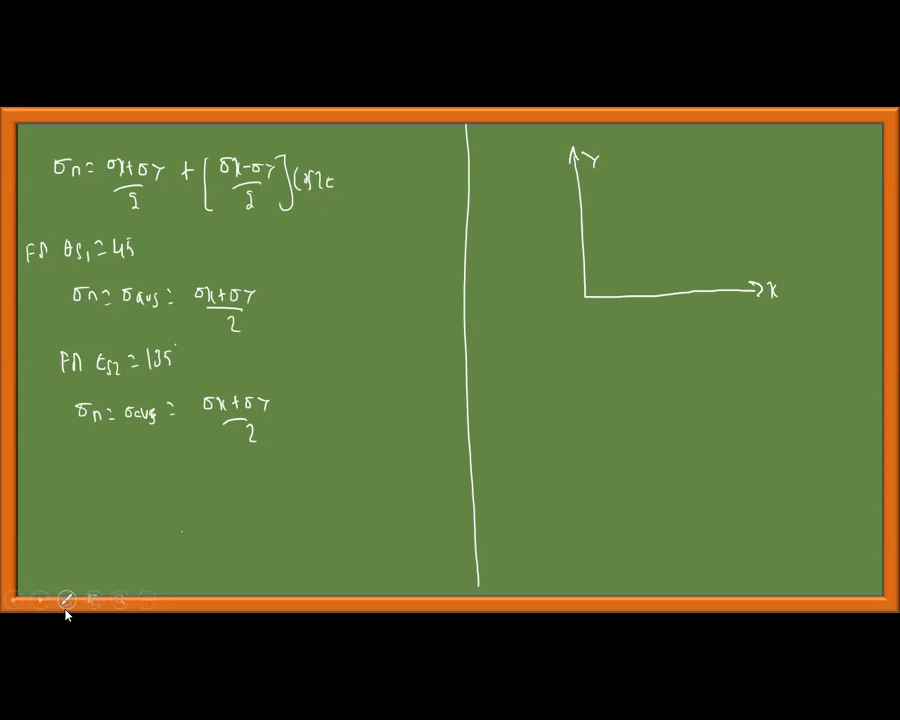 σn = σx+σy/2 + [σx-σy/2] Cos2θ
For θs1 = 45
σn = σavg = σx+σy/2
For θs2 = 135°
σn = σavg = σx+σy/2
Y
X